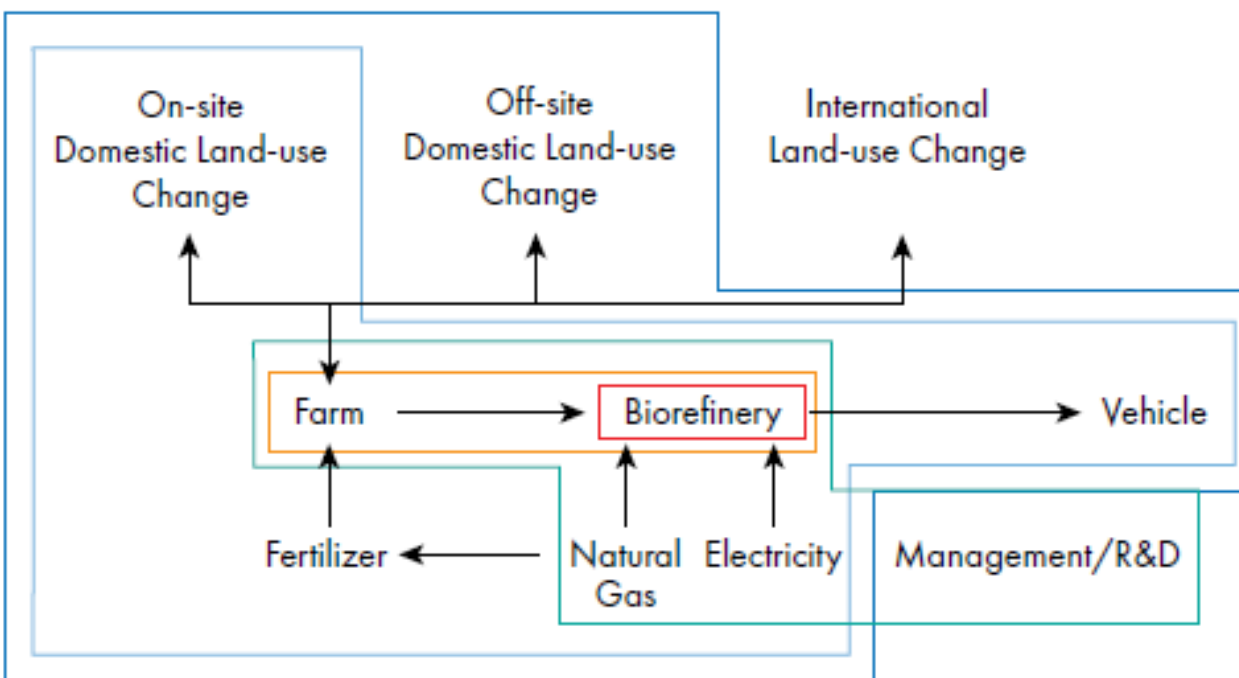 On-site
Domestic Land-use
Change
Off-site
Domestic Land-use
Change
International
Land-use Change
Farm
Biorefinery
Vehicle
Fertilizer
Natural
Gas
Electricity
Management/R&D